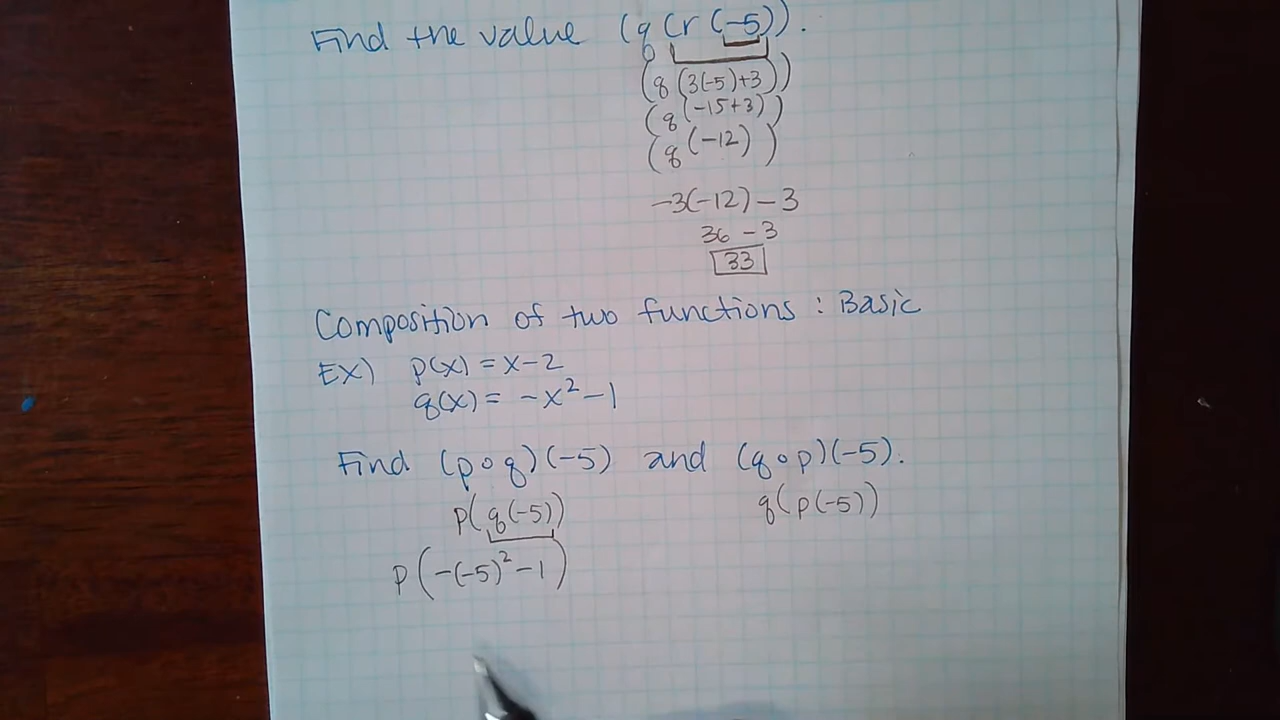 Find the value (q(r(-5)).
(q(3(-5)+3))
(q(-15+3))
(q(-12))
-3(-12)-3
36-3
33
Composition of two functions: Basic
EX) p(x)=x-2
q(x)= -x²-1
Find (p∘q)(-5) and (q∘p)(-5).
p(q(-5)) q(p(-5))
p(-(-5)²-1)